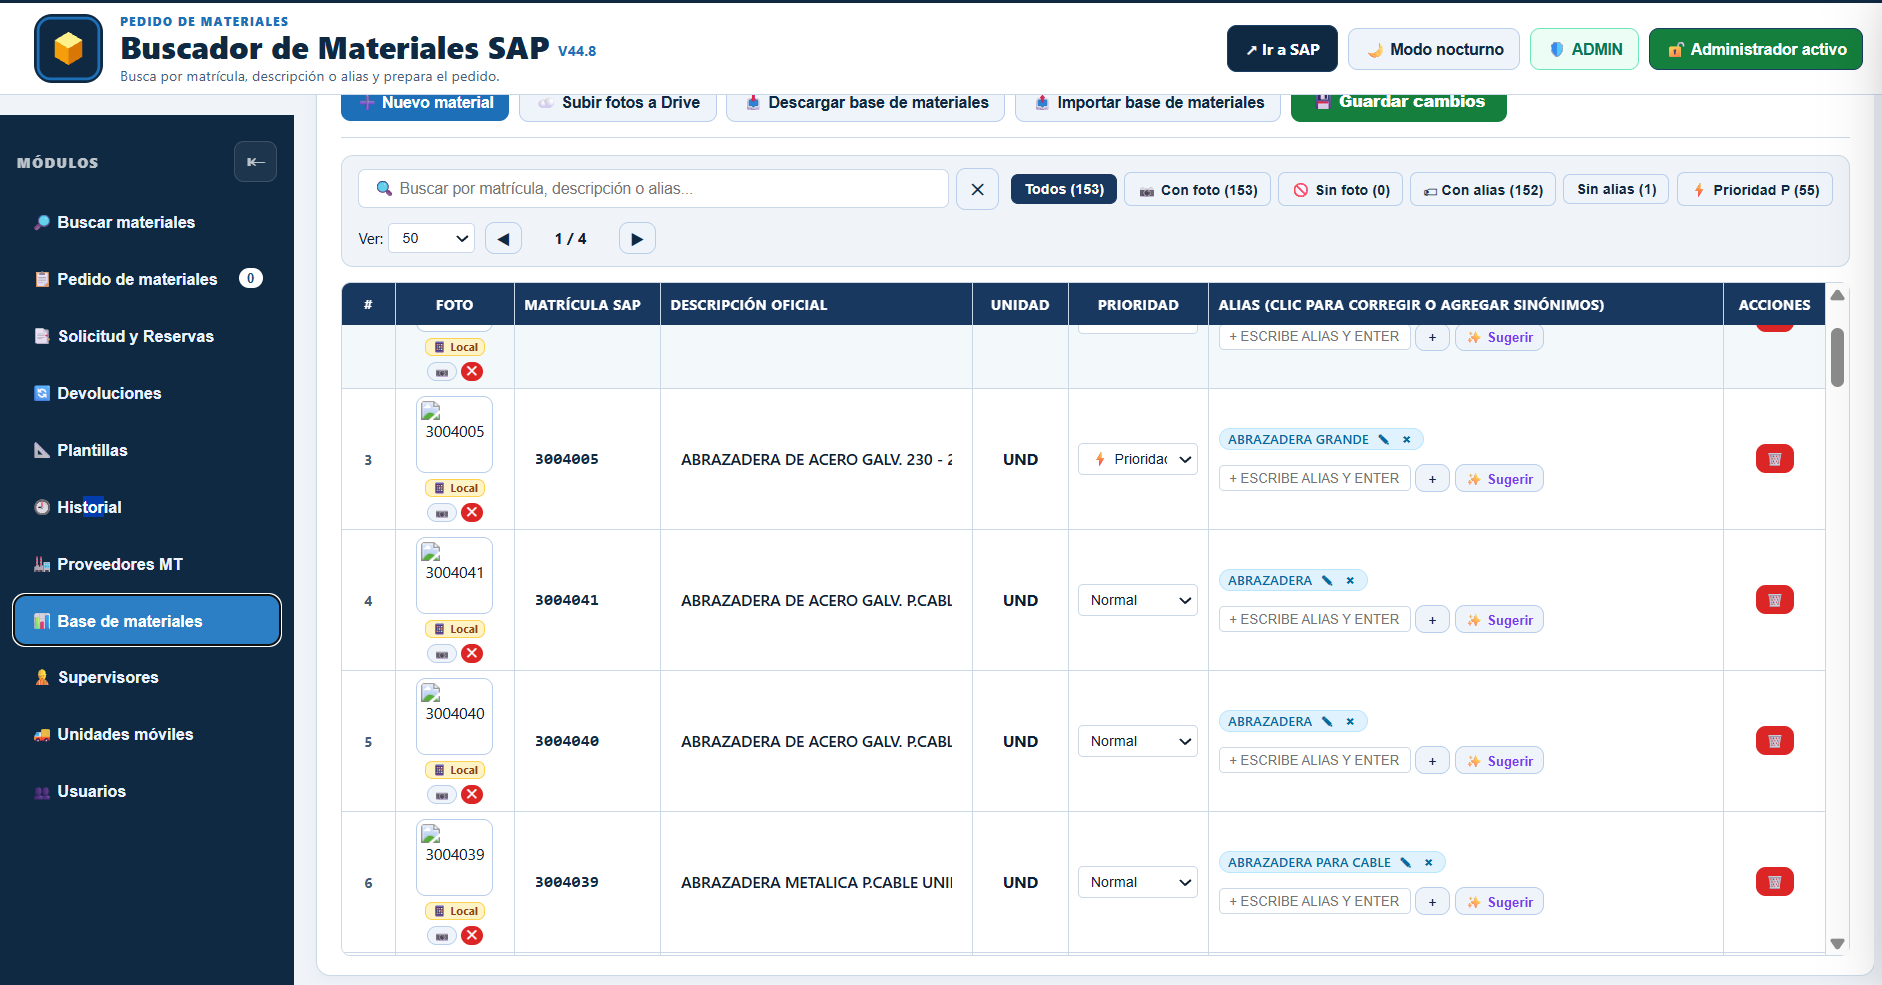 PEDIDO DE MATERIALES
Buscador de Materiales SAP V44.8
Busca por matrícula, descripción o alias y prepara el pedido.
↗ Ir a SAP
Modo nocturno
ADMIN
Administrador activo
Nuevo material
Subir fotos a Drive
Descargar base de materiales
Importar base de materiales
Guardar cambios
MÓDULOS
Buscar materiales
Pedido de materiales 0
Solicitud y Reservas
Devoluciones
Plantillas
Historial
Proveedores MT
Base de materiales
Supervisores
Unidades móviles
Usuarios
Buscar por matrícula, descripción o alias...
Todos (153)
Con foto (153)
Sin foto (0)
Con alias (152)
Sin alias (1)
Prioridad P (55)
Ver: 50
1 / 4
# FOTO MATRÍCULA SAP DESCRIPCIÓN OFICIAL UNIDAD PRIORIDAD ALIAS (CLIC PARA CORREGIR O AGREGAR SINÓNIMOS) ACCIONES
+ ESCRIBE ALIAS Y ENTER + Sugerir
Local
3004005
3 3004005 ABRAZADERA DE ACERO GALV. 230 - 2 UND Prioridad ABRAZADERA GRANDE
+ ESCRIBE ALIAS Y ENTER + Sugerir
Local
3004041
4 3004041 ABRAZADERA DE ACERO GALV. P.CABL UND Normal ABRAZADERA
+ ESCRIBE ALIAS Y ENTER + Sugerir
Local
3004040
5 3004040 ABRAZADERA DE ACERO GALV. P.CABL UND Normal ABRAZADERA
+ ESCRIBE ALIAS Y ENTER + Sugerir
Local
3004039
6 3004039 ABRAZADERA METALICA P.CABLE UNI UND Normal ABRAZADERA PARA CABLE
+ ESCRIBE ALIAS Y ENTER + Sugerir
Local